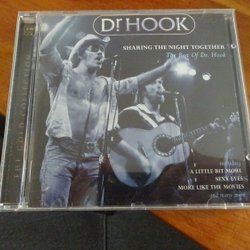 DR HOOK
SHARING THE NIGHT TOGETHER
The Best Of Dr. Hook
including
A LITTLE BIT MORE
SEXY EYES
MORE LIKE THE MOVIES
and many more